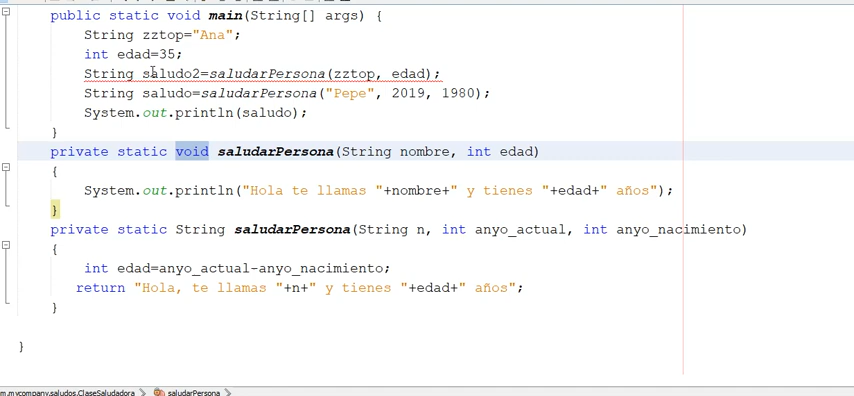 public static void main(String[] args) {
String zztop="Ana";
int edad=35;
String saludo2=saludarPersona(zztop, edad);
String saludo=saludarPersona("Pepe", 2019, 1980);
System.out.println(saludo);
}
private static void saludarPersona(String nombre, int edad)
{
System.out.println("Hola te llamas "+nombre+" y tienes "+edad+" años");
}
private static String saludarPersona(String n, int anyo_actual, int anyo_nacimiento)
{
int edad=anyo_actual-anyo_nacimiento;
return "Hola, te llamas "+n+" y tienes "+edad+" años";
}
}
m.mycompany.saludos.ClaseSaludadora saludarPersona